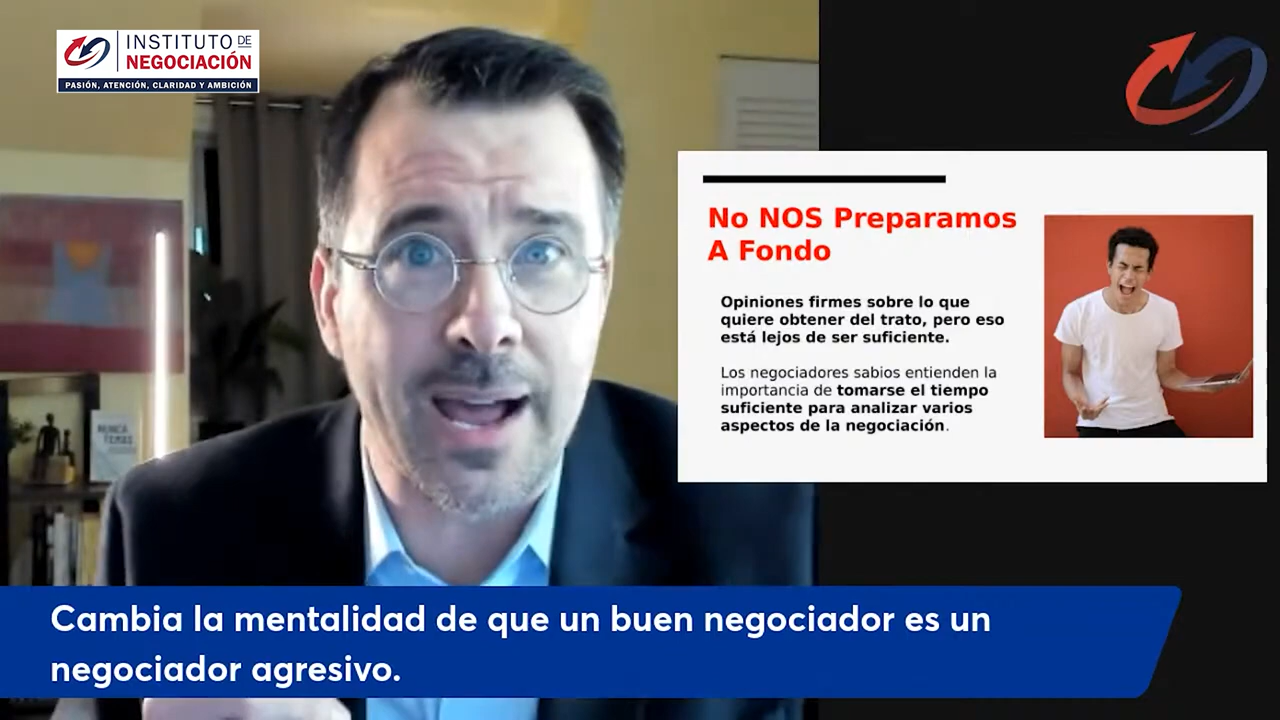 INSTITUTO DE
NEGOCIACIÓN
PASIÓN, ATENCIÓN, CLARIDAD Y AMBICIÓN
No NOS Preparamos
A Fondo
Opiniones firmes sobre lo que
quiere obtener del trato, pero eso
está lejos de ser suficiente.
Los negociadores sabios entienden la
importancia de tomarse el tiempo
suficiente para analizar varios
aspectos de la negociación.
NUNCA
TEMAS
Cambia la mentalidad de que un buen negociador es un
negociador agresivo.